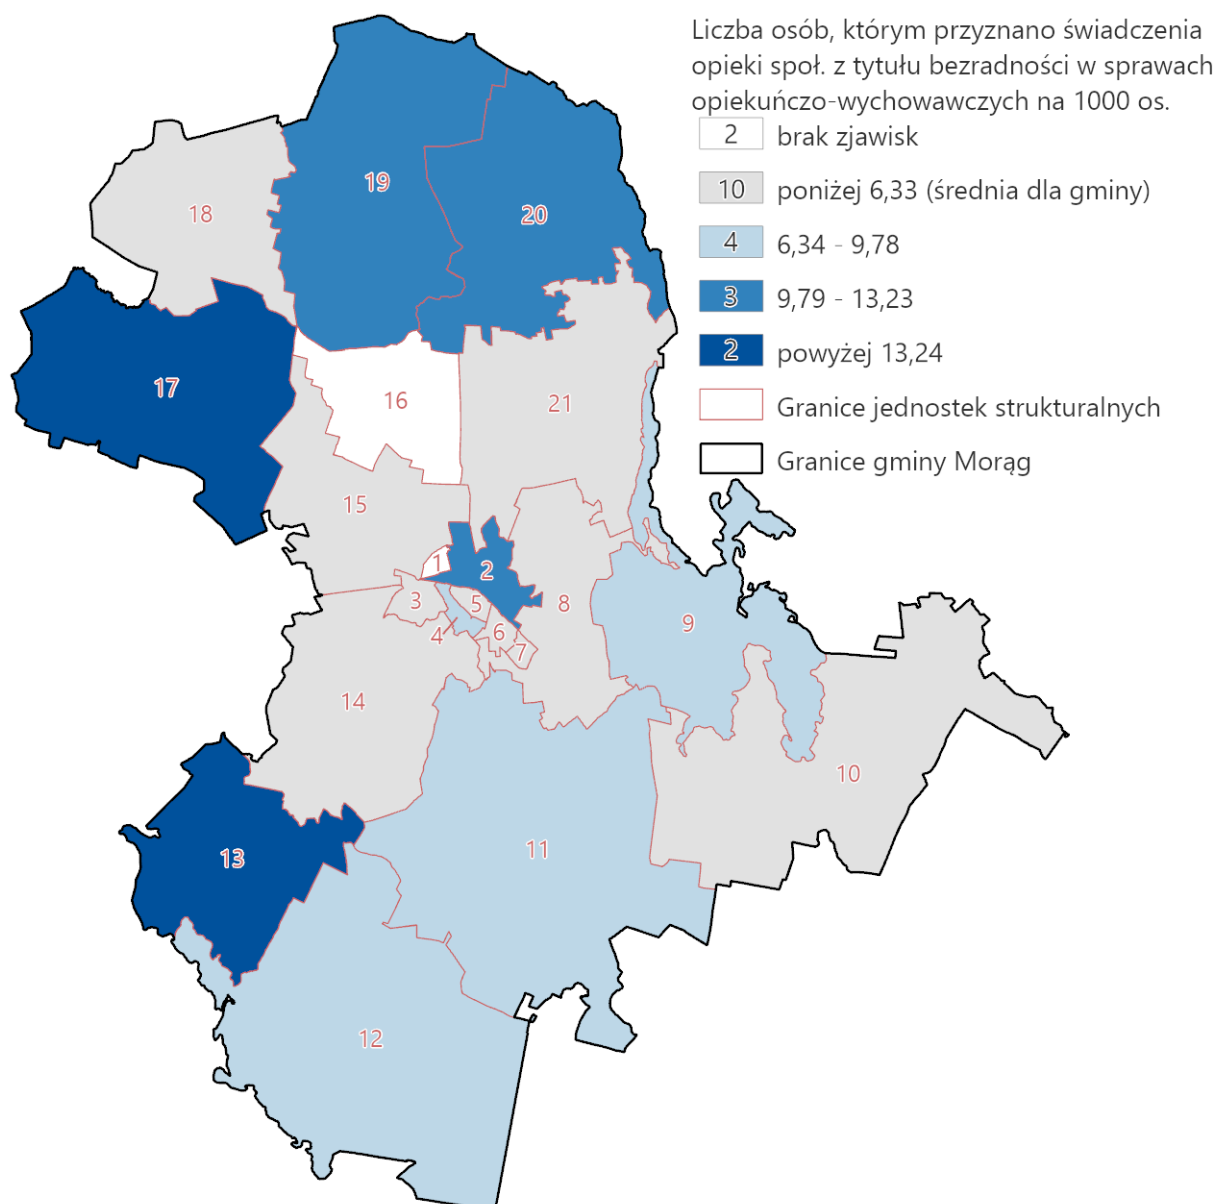 Liczba osób, którym przyznano świadczenia
opieki społ. z tytułu bezradności w sprawach
opiekuńczo-wychowawczych na 1000 os.
2 brak zjawisk
10 poniżej 6,33 (średnia dla gminy)
4 6,34 - 9,78
3 9,79 - 13,23
2 powyżej 13,24
Granice jednostek strukturalnych
Granice gminy Morąg
19
18
20
17
16
21
15
1
2
3
5
8
4
6
9
7
14
10
11
13
12